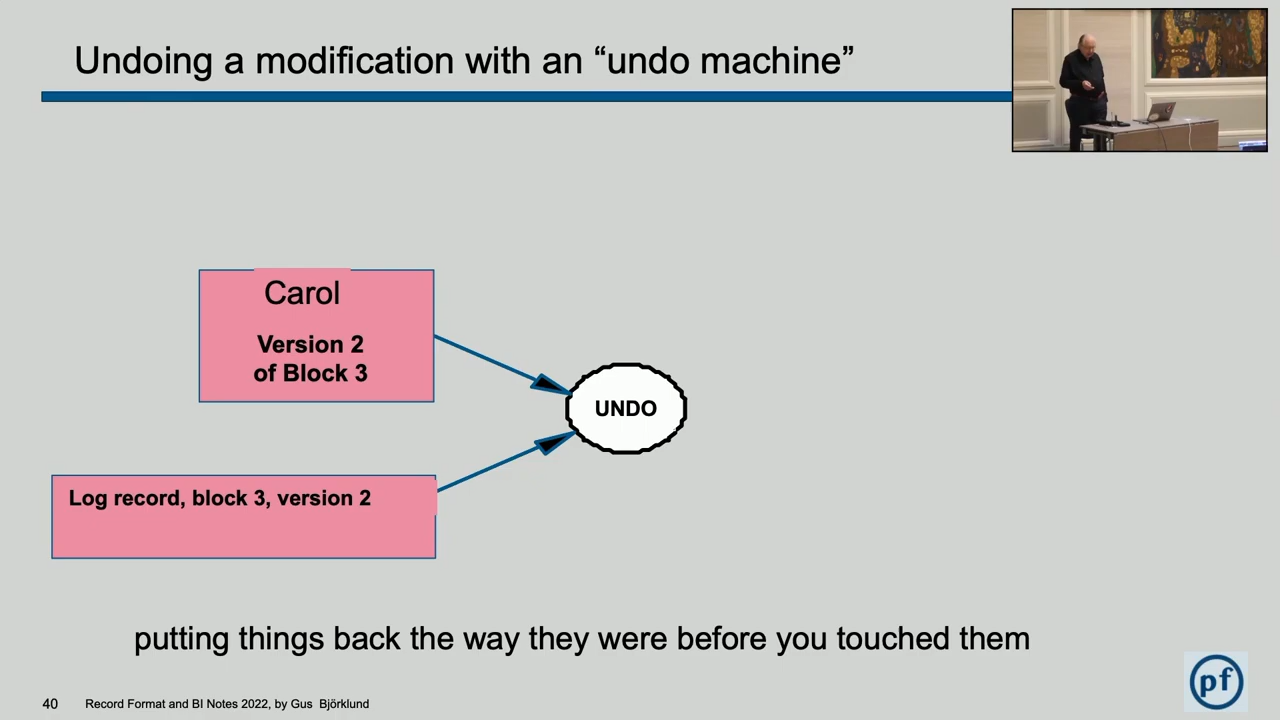 Undoing a modification with an “undo machine”
Carol
Version 2
of Block 3
UNDO
Log record, block 3, version 2
putting things back the way they were before you touched them
40 Record Format and BI Notes 2022, by Gus Björklund
pf